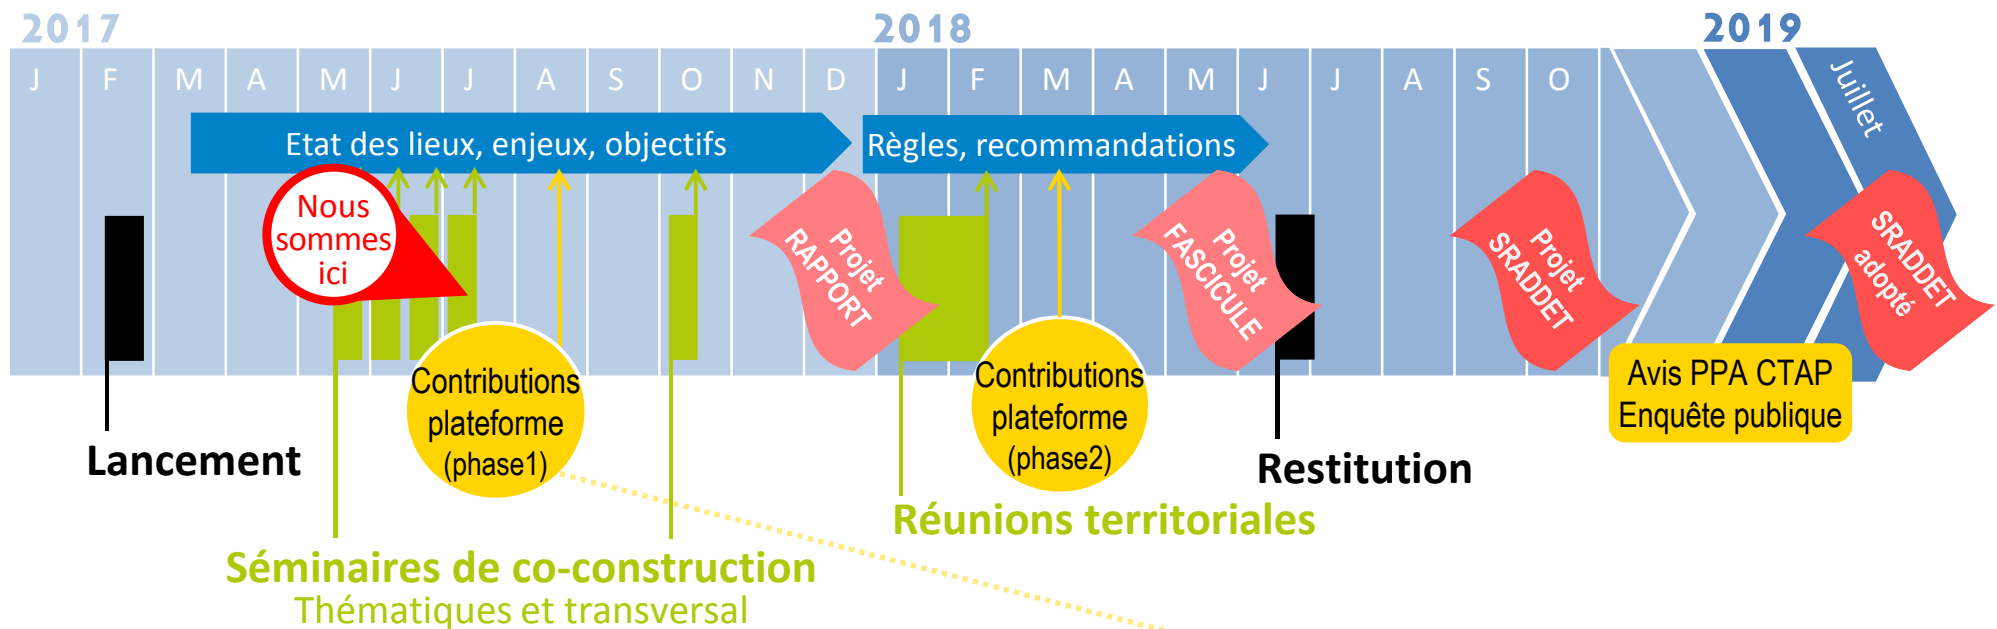 2017
2018
2019
J F M A M J J A S O N D J F M A M J J A S O
Juillet
Etat des lieux, enjeux, objectifs
Règles, recommandations
Nous
sommes
ici
Projet
RAPPORT
Projet
FASCICULE
Projet
SRADDET
SRADDET
adopté
Contributions
plateforme
(phase1)
Contributions
plateforme
(phase2)
Avis PPA CTAP
Enquête publique
Lancement
Restitution
Réunions territoriales
Séminaires de co-construction
Thématiques et transversal